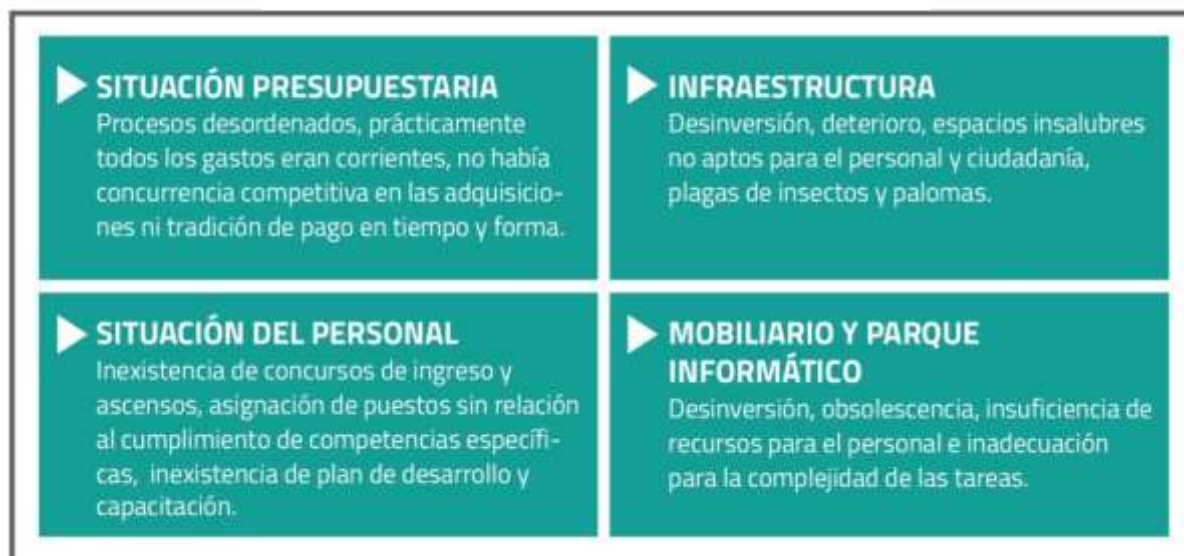 SITUACIÓN PRESUPUESTARIA
Procesos desordenados, prácticamente
todos los gastos eran corrientes, no había
concurrencia competitiva en las adquisicio-
nes ni tradición de pago en tiempo y forma.
INFRAESTRUCTURA
Desinversión, deterioro, espacios insalubres
no aptos para el personal y ciudadanía,
plagas de insectos y palomas.
SITUACIÓN DEL PERSONAL
Inexistencia de concursos de ingreso y
ascensos, asignación de puestos sin relación
al cumplimiento de competencias específi-
cas, inexistencia de plan de desarrollo y
capacitación.
MOBILIARIO Y PARQUE
INFORMÁTICO
Desinversión, obsolescencia, insuficiencia de
recursos para el personal e inadecuación
para la complejidad de las tareas.